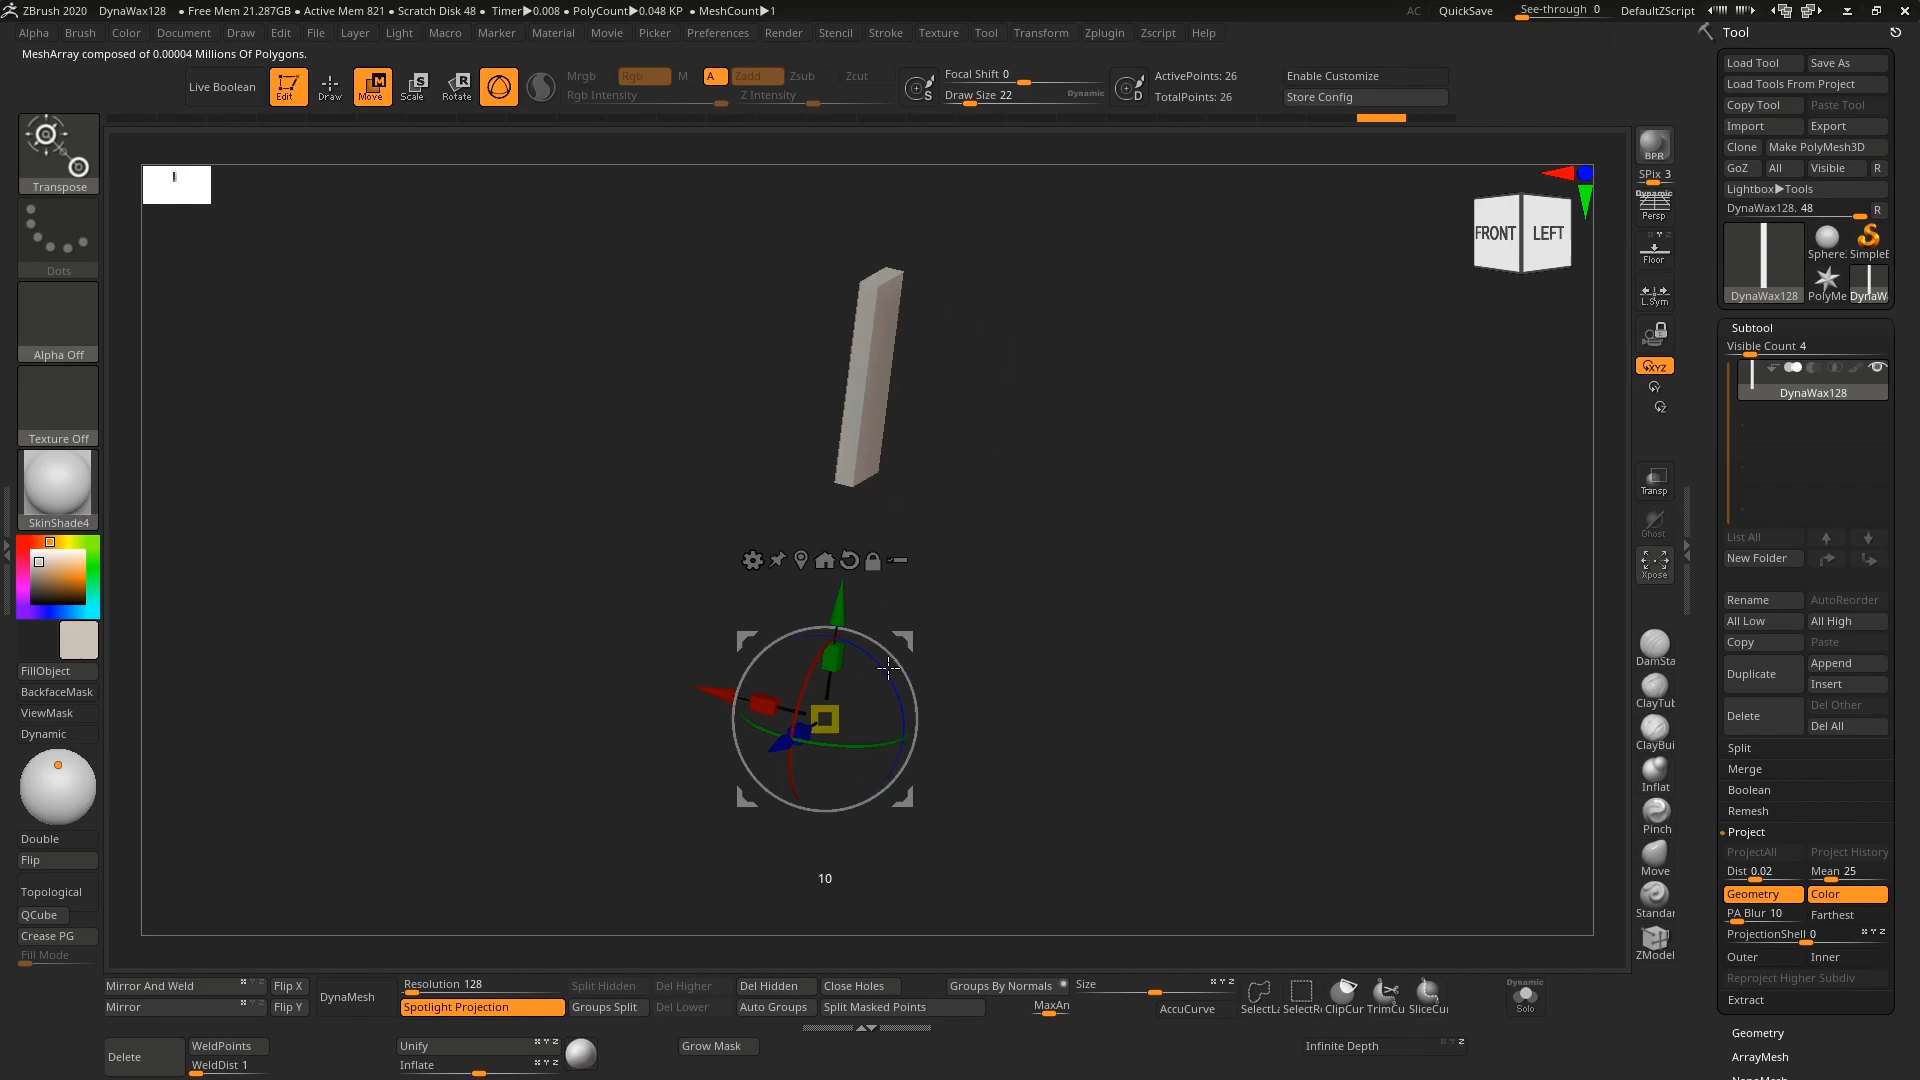 ZBrush 2020 DynaWax128 • Free Mem 21.287GB • Active Mem 821 • Scratch Disk 48 • Timer▶0.008 • PolyCount▶0.048 KP • MeshCount▶1 AC QuickSave See-through 0 DefaultZScript
Alpha Brush Color Document Draw Edit File Layer Light Macro Marker Material Movie Picker Preferences Render Stencil Stroke Texture Tool Transform Zplugin Zscript Help
MeshArray composed of 0.00004 Millions Of Polygons.
Live Boolean Edit Draw Move Scale Rotate
Mrgb Rgb M A Zadd Zsub Zcut
Rgb Intensity Z Intensity
Focal Shift 0
Draw Size 22 Dynamic
S
D
ActivePoints: 26
TotalPoints: 26
Enable Customize
Store Config
Transpose
Dots
Alpha Off
Texture Off
SkinShade4
FillObject
BackfaceMask
ViewMask
Dynamic
Double
Flip
Topological
QCube
Crease PG
Fill Mode
FRONT LEFT
10
BPR
SPix 3
Dynamic
Persp
Floor
L.Sym
XYZ
Y
Z
Transp
Ghost
Xpose
DamSta
ClayTub
ClayBui
Inflat
Pinch
Move
Standar
ZModel
Tool
Load Tool Save As
Load Tools From Project
Copy Tool Paste Tool
Import Export
Clone Make PolyMesh3D
GoZ All Visible R
Lightbox▶Tools
DynaWax128. 48 R
Sphere SimpleB
DynaWax128 PolyMe DynaW
Subtool
Visible Count 4
DynaWax128
List All
New Folder
Rename AutoReorder
All Low All High
Copy Paste
Duplicate Append
Insert
Delete Del Other
Del All
Split
Merge
Boolean
Remesh
Project
ProjectAll Project History
Dist 0.02 Mean 25
Geometry Color
PA Blur 10 Farthest
ProjectionShell 0
Outer Inner
Reproject Higher Subdiv
Extract
Geometry
ArrayMesh
Mirror And Weld Flip X
Mirror Flip Y
DynaMesh
Resolution 128
Spotlight Projection
Split Hidden Del Higher Del Hidden Close Holes
Groups Split Del Lower Auto Groups Split Masked Points
Groups By Normals
MaxAn
Size
AccuCurve
SelectLa SelectRe ClipCur TrimCu SliceCur
Dynamic
Solo
Delete
WeldPoints
WeldDist 1
Unify
Inflate
Grow Mask
Infinite Depth